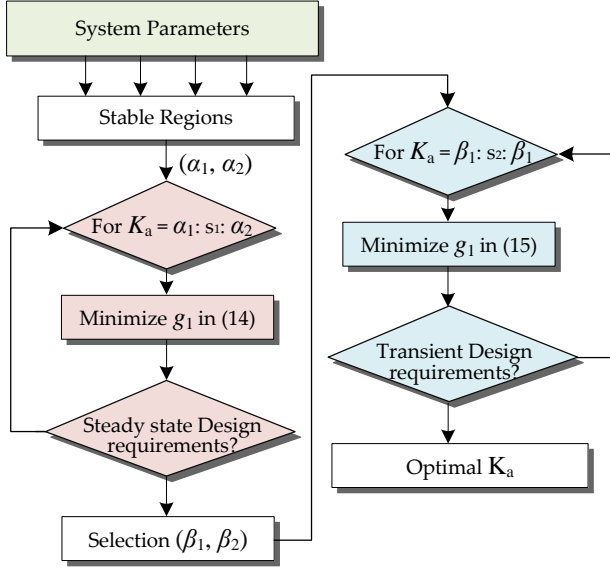 System Parameters
Stable Regions
(α₁, α₂)
For Kₐ = α₁: s₁: α₂
Minimize g₁ in (14)
Steady state Design
requirements?
Selection (β₁, β₂)
For Kₐ = β₁: s₂: β₁
Minimize g₁ in (15)
Transient Design
requirements?
Optimal Kₐ